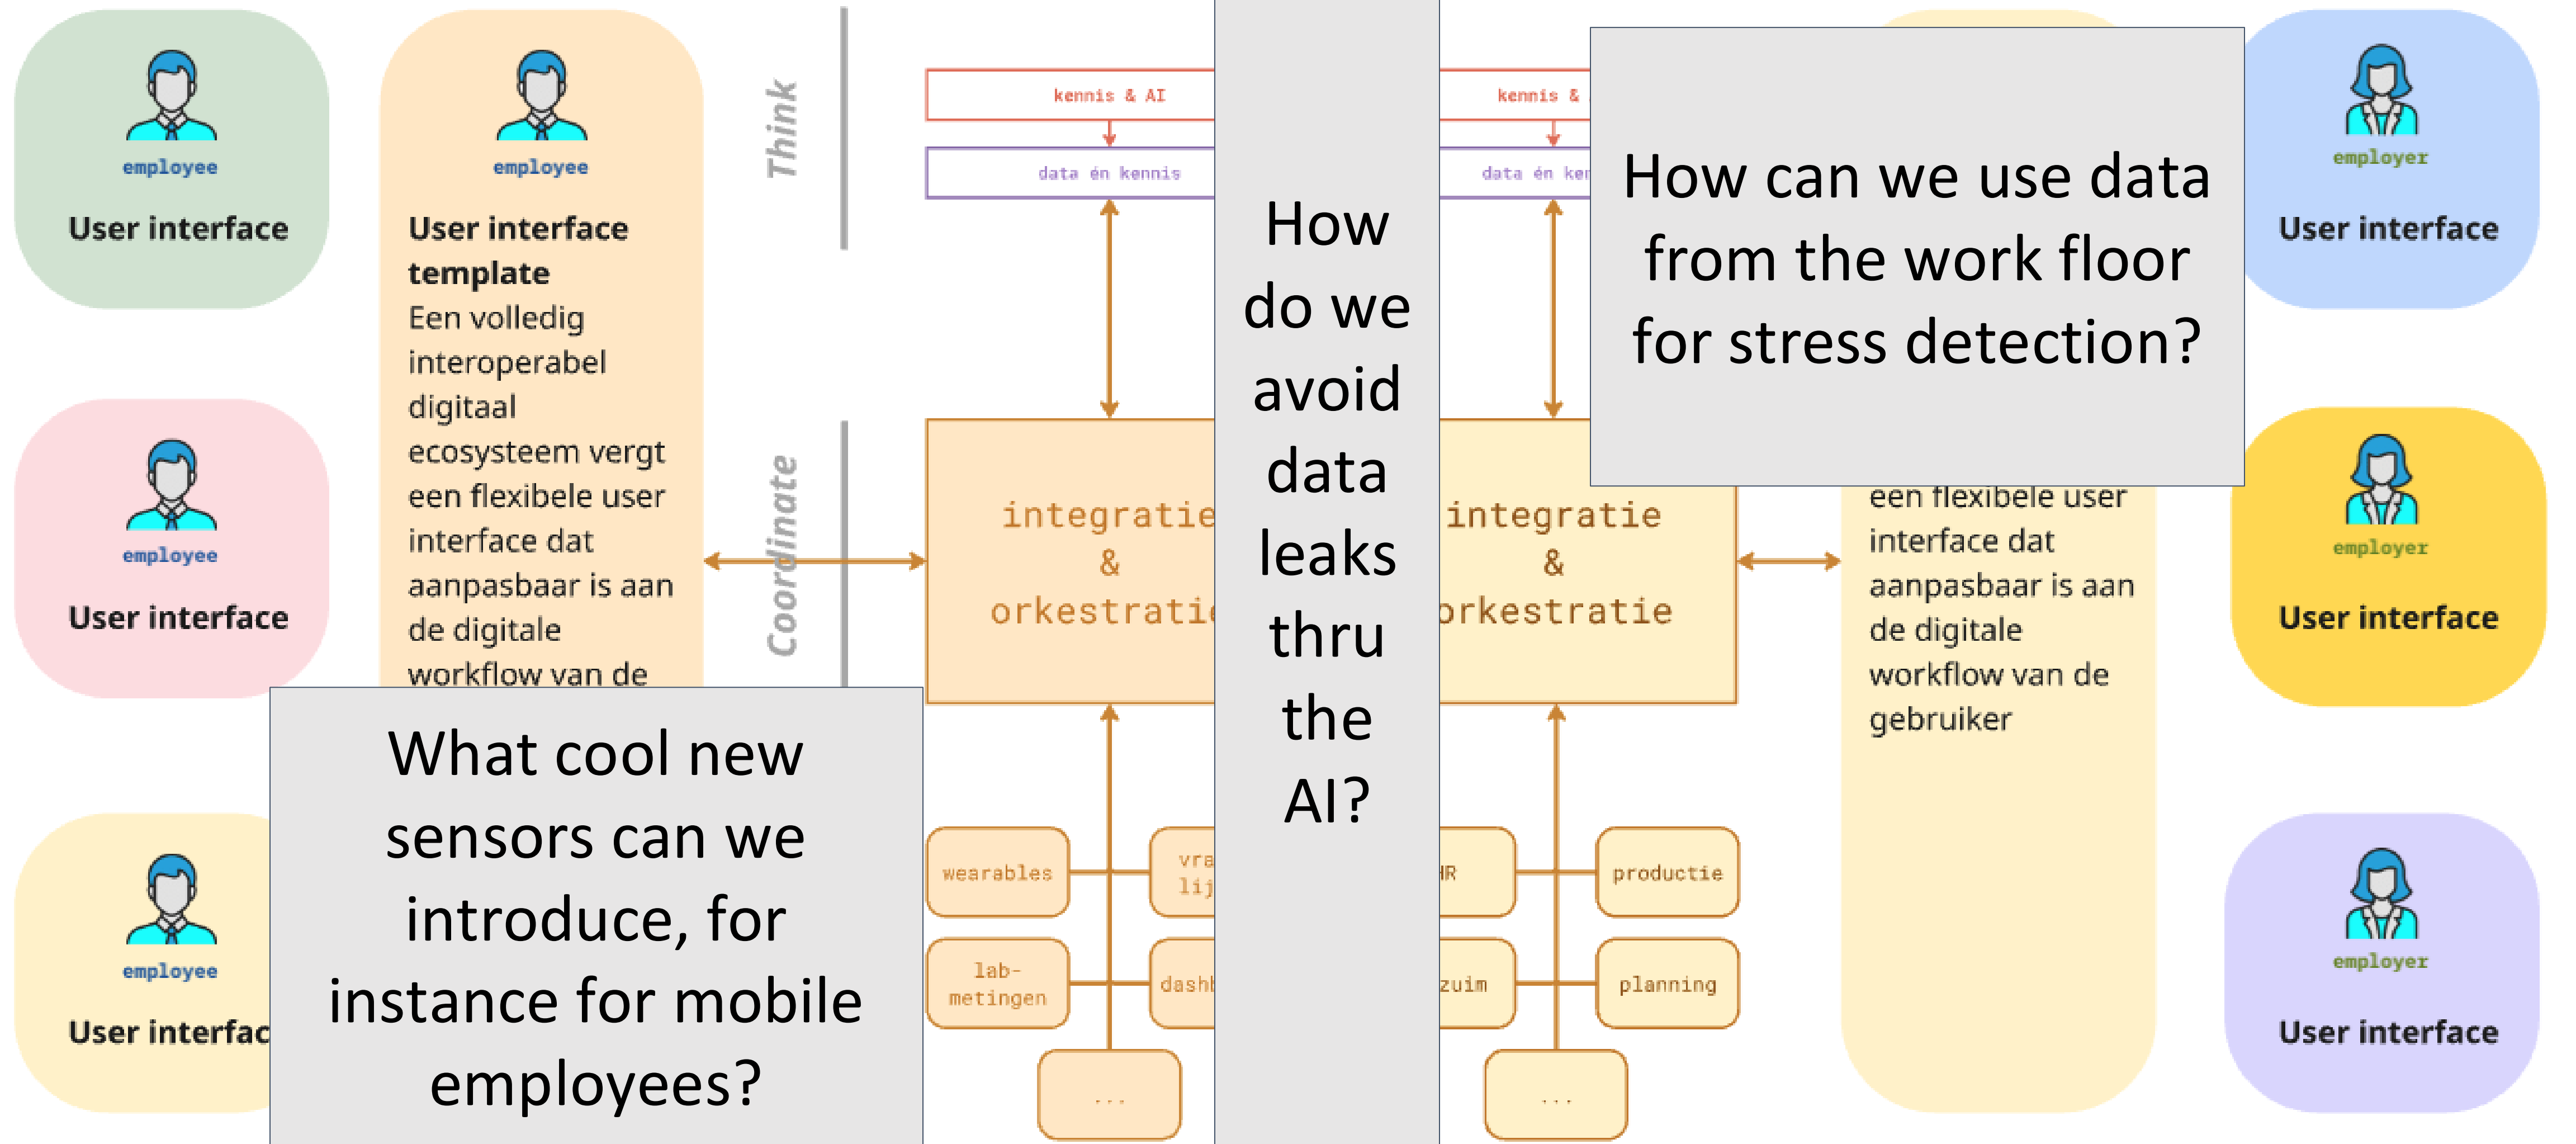 employee
User interface
employee
User interface
employee
User interfac
employee
User interface
template
Een volledig
interoperabel
digitaal
ecosysteem vergt
een flexibele user
interface dat
aanpasbaar is aan
de digitale
workflow van de
What cool new
sensors can we
introduce, for
instance for mobile
employees?
Think
Coordinate
kennis & AI
data én kennis
integratie
&
orkestratie
wearables
vra
lij
lab-
metingen
dashb
...
How
do we
avoid
data
leaks
thru
the
AI?
kennis &
data én ken
integratie
&
orkestratie
HR
productie
zuim
planning
...
How can we use data
from the work floor
for stress detection?
een flexibele user
interface dat
aanpasbaar is aan
de digitale
workflow van de
gebruiker
employer
User interface
employer
User interface
employer
User interface